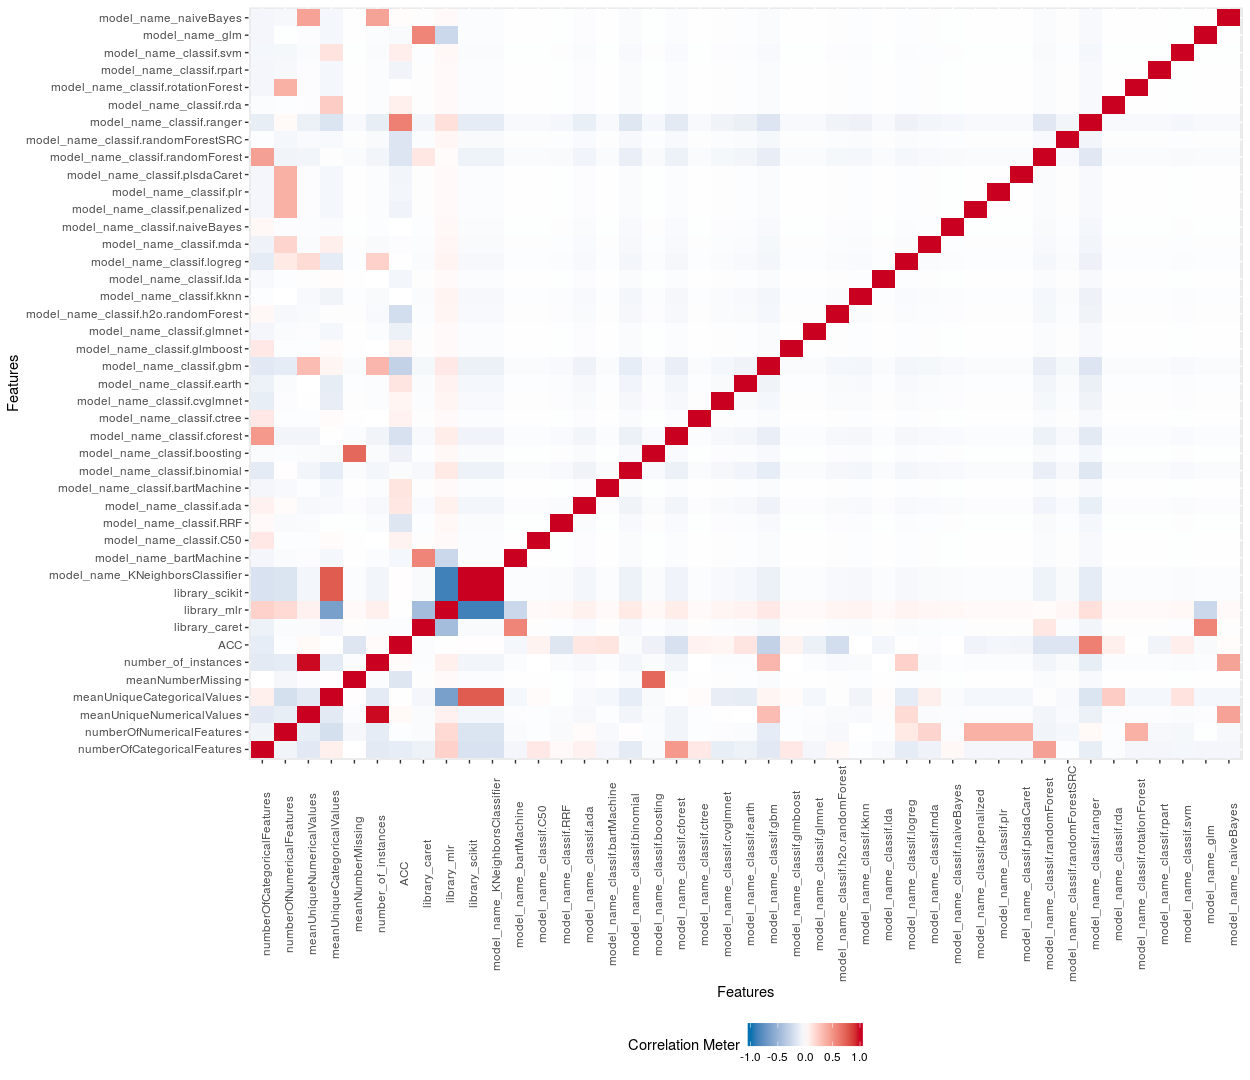 model_name_naiveBayes
model_name_glm
model_name_classif.svm
model_name_classif.rpart
model_name_classif.rotationForest
model_name_classif.rda
model_name_classif.ranger
model_name_classif.randomForestSRC
model_name_classif.randomForest
model_name_classif.plsdaCaret
model_name_classif.plr
model_name_classif.penalized
model_name_classif.naiveBayes
model_name_classif.mda
model_name_classif.logreg
model_name_classif.lda
model_name_classif.kknn
model_name_classif.h2o.randomForest
model_name_classif.glmnet
model_name_classif.glmboost
model_name_classif.gbm
model_name_classif.earth
model_name_classif.cvglmnet
model_name_classif.ctree
model_name_classif.cforest
model_name_classif.boosting
model_name_classif.binomial
model_name_classif.bartMachine
model_name_classif.ada
model_name_classif.RRF
model_name_classif.C50
model_name_bartMachine
model_name_KNeighborsClassifier
library_scikit
library_mlr
library_caret
ACC
number_of_instances
meanNumberMissing
meanUniqueCategoricalValues
meanUniqueNumericalValues
numberOfNumericalFeatures
numberOfCategoricalFeatures
Features
numberOfCategoricalFeatures
numberOfNumericalFeatures
meanUniqueNumericalValues
meanUniqueCategoricalValues
meanNumberMissing
number_of_instances
ACC
library_caret
library_mlr
library_scikit
model_name_KNeighborsClassifier
model_name_bartMachine
model_name_classif.C50
model_name_classif.RRF
model_name_classif.ada
model_name_classif.bartMachine
model_name_classif.binomial
model_name_classif.boosting
model_name_classif.cforest
model_name_classif.ctree
model_name_classif.cvglmnet
model_name_classif.earth
model_name_classif.gbm
model_name_classif.glmboost
model_name_classif.glmnet
model_name_classif.h2o.randomForest
model_name_classif.kknn
model_name_classif.lda
model_name_classif.logreg
model_name_classif.mda
model_name_classif.naiveBayes
model_name_classif.penalized
model_name_classif.plr
model_name_classif.plsdaCaret
model_name_classif.randomForest
model_name_classif.randomForestSRC
model_name_classif.ranger
model_name_classif.rda
model_name_classif.rotationForest
model_name_classif.rpart
model_name_classif.svm
model_name_glm
model_name_naiveBayes
Features
Correlation Meter
-1.0 -0.5 0.0 0.5 1.0